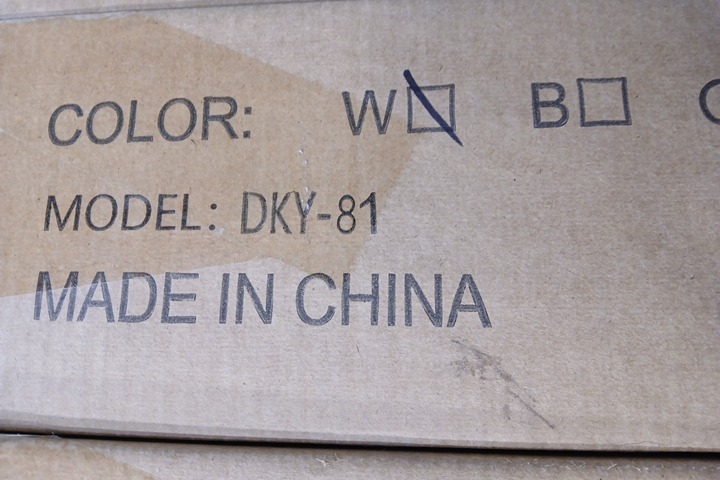 COLOR: W☐ B☐
MODEL: DKY-81
MADE IN CHINA